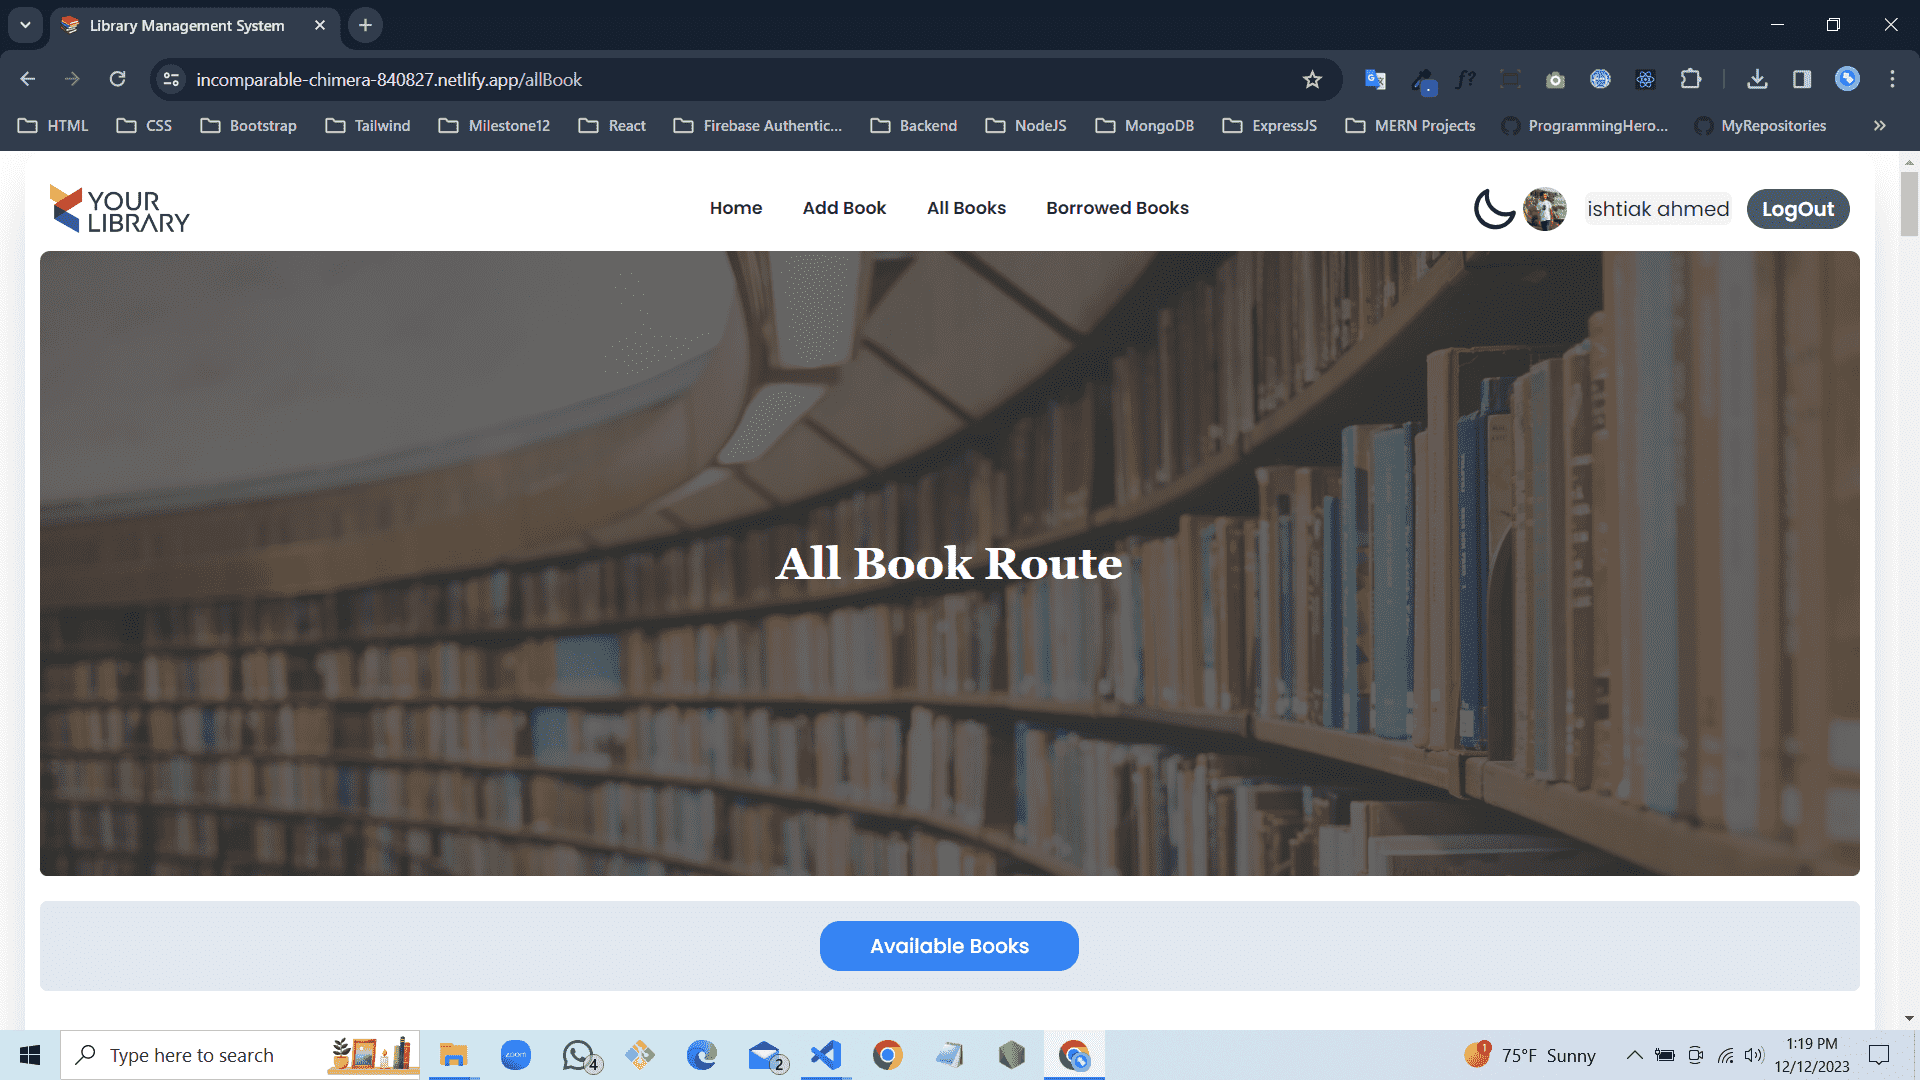 Library Management System
incomparable-chimera-840827.netlify.app/allBook
HTML CSS Bootstrap Tailwind Milestone12 React Firebase Authentic... Backend NodeJS MongoDB ExpressJS MERN Projects ProgrammingHero... MyRepositories »
YOUR
LIBRARY
Home Add Book All Books Borrowed Books
ishtiak ahmed
LogOut
All Book Route
Available Books
Type here to search
zoom
4
2
1
75°F Sunny
1:19 PM
12/12/2023